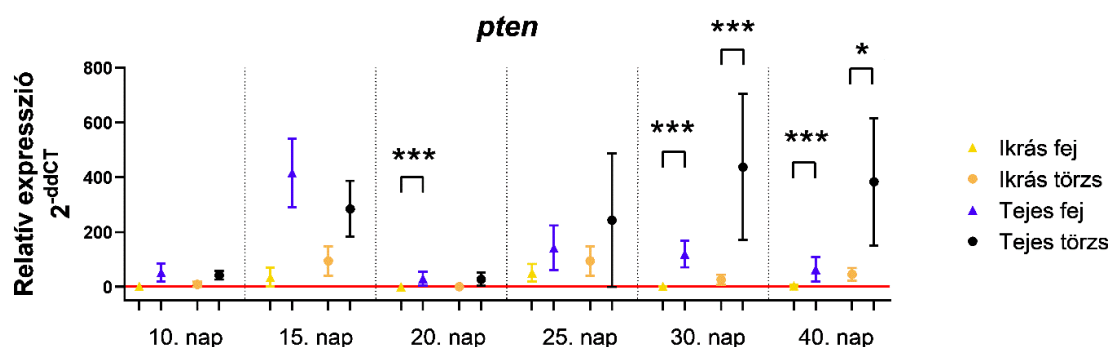 pten
Relatív expresszió
2^-ddCT
800
600
400
200
0
***
***
***
***
*
10. nap
15. nap
20. nap
25. nap
30. nap
40. nap
Ikrás fej
Ikrás törzs
Tejes fej
Tejes törzs